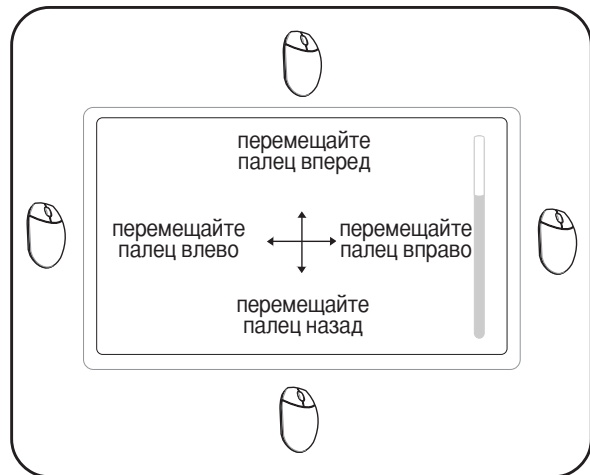 перемещайте
палец вперед
перемещайте
палец влево
перемещайте
палец вправо
перемещайте
палец назад